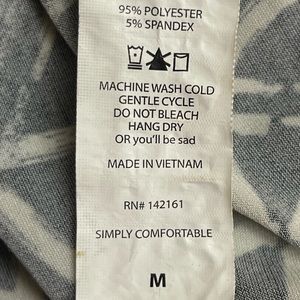 95% POLYESTER
5% SPANDEX
MACHINE WASH COLD
GENTLE CYCLE
DO NOT BLEACH
HANG DRY
OR you'll be sad
MADE IN VIETNAM
RN# 142161
SIMPLY COMFORTABLE
M